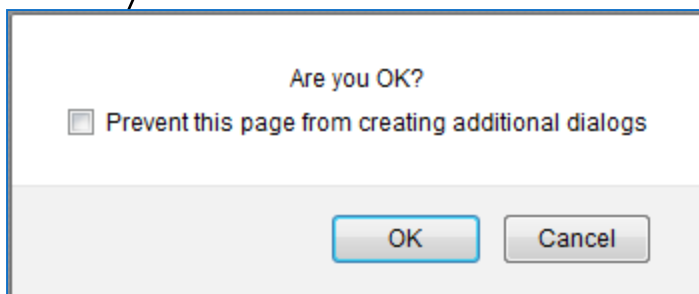 Are you OK?
Prevent this page from creating additional dialogs
OK Cancel